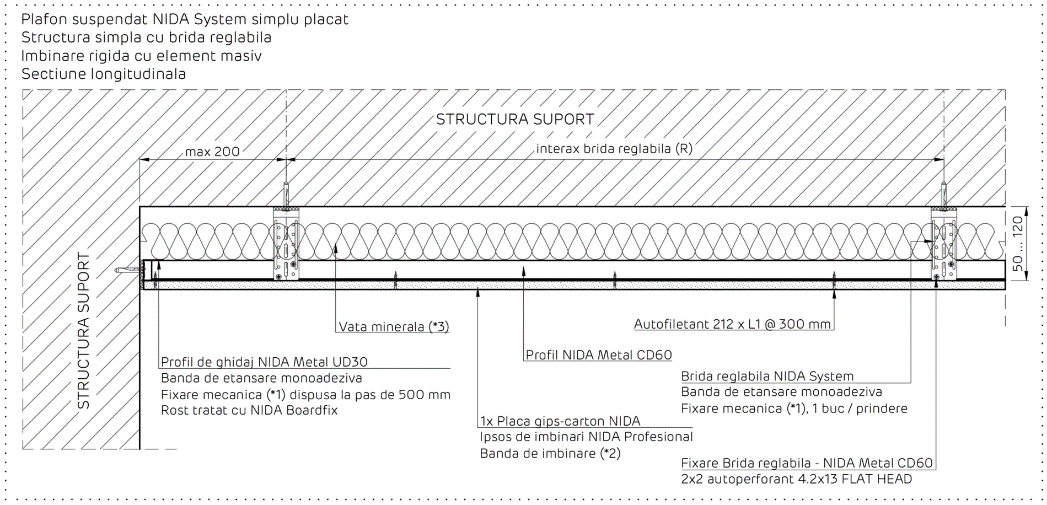 Plafon suspendat NIDA System simplu placat
Structura simpla cu brida reglabila
Imbinare rigida cu element masiv
Sectiune longitudinala
STRUCTURA SUPORT
max 200
interax brida reglabila (R)
50 ... 120
STRUCTURA SUPORT
Vata minerala (*3)
Autofiletant 212 x L1 @ 300 mm
Profil de ghidaj NIDA Metal UD30
Banda de etansare monoadeziva
Fixare mecanica (*1) dispusa la pas de 500 mm
Rost tratat cu NIDA Boardfix
Profil NIDA Metal CD60
Brida reglabila NIDA System
Banda de etansare monoadeziva
Fixare mecanica (*1), 1 buc / prindere
1x Placa gips-carton NIDA
Ipsos de imbinari NIDA Profesional
Banda de imbinare (*2)
Fixare Brida reglabila - NIDA Metal CD60
2x2 autoperforant 4.2x13 FLAT HEAD